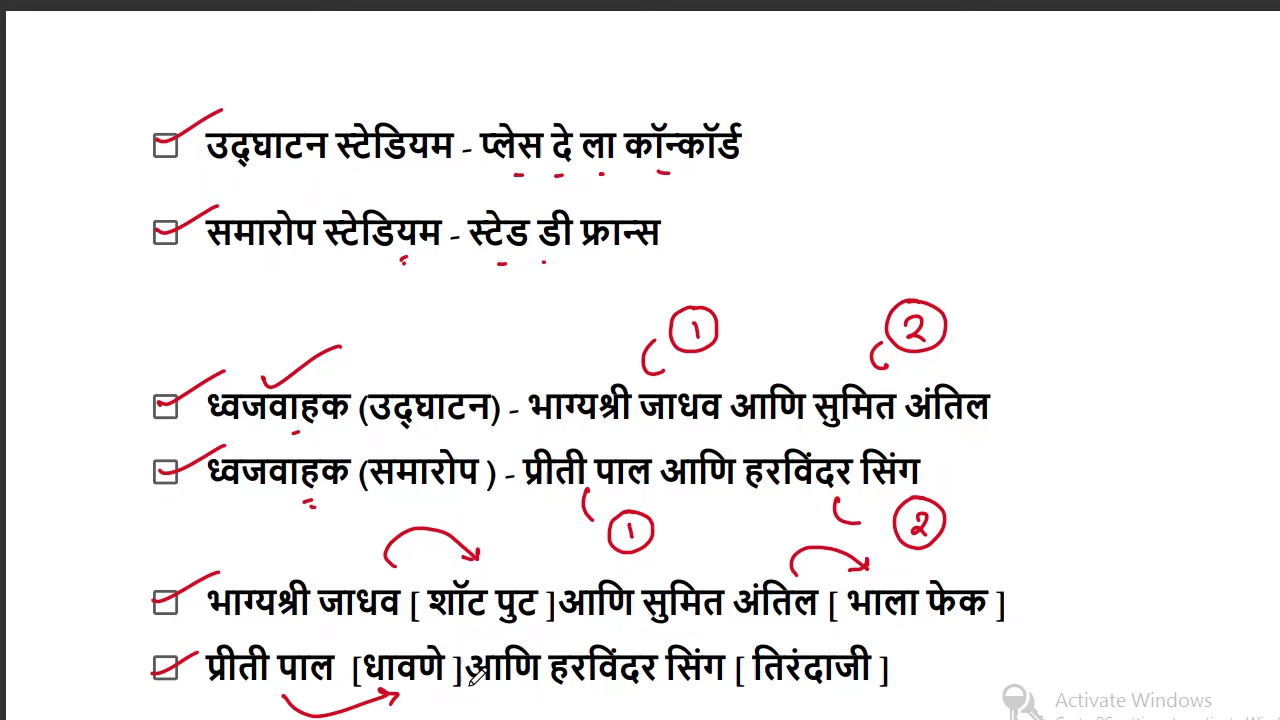 उद्घाटन स्टेडियम - प्लेस दे ला कॉन्कॉर्ड
समारोप स्टेडियम - स्टेड डी फ्रान्स
1 2
ध्वजवाहक (उद्घाटन) - भाग्यश्री जाधव आणि सुमित अंतिल
ध्वजवाहक (समारोप ) - प्रीती पाल आणि हरविंदर सिंग
1 2
भाग्यश्री जाधव [ शॉट पुट ]आणि सुमित अंतिल [ भाला फेक ]
प्रीती पाल [धावणे ]आणि हरविंदर सिंग [ तिरंदाजी ]
Activate Windows